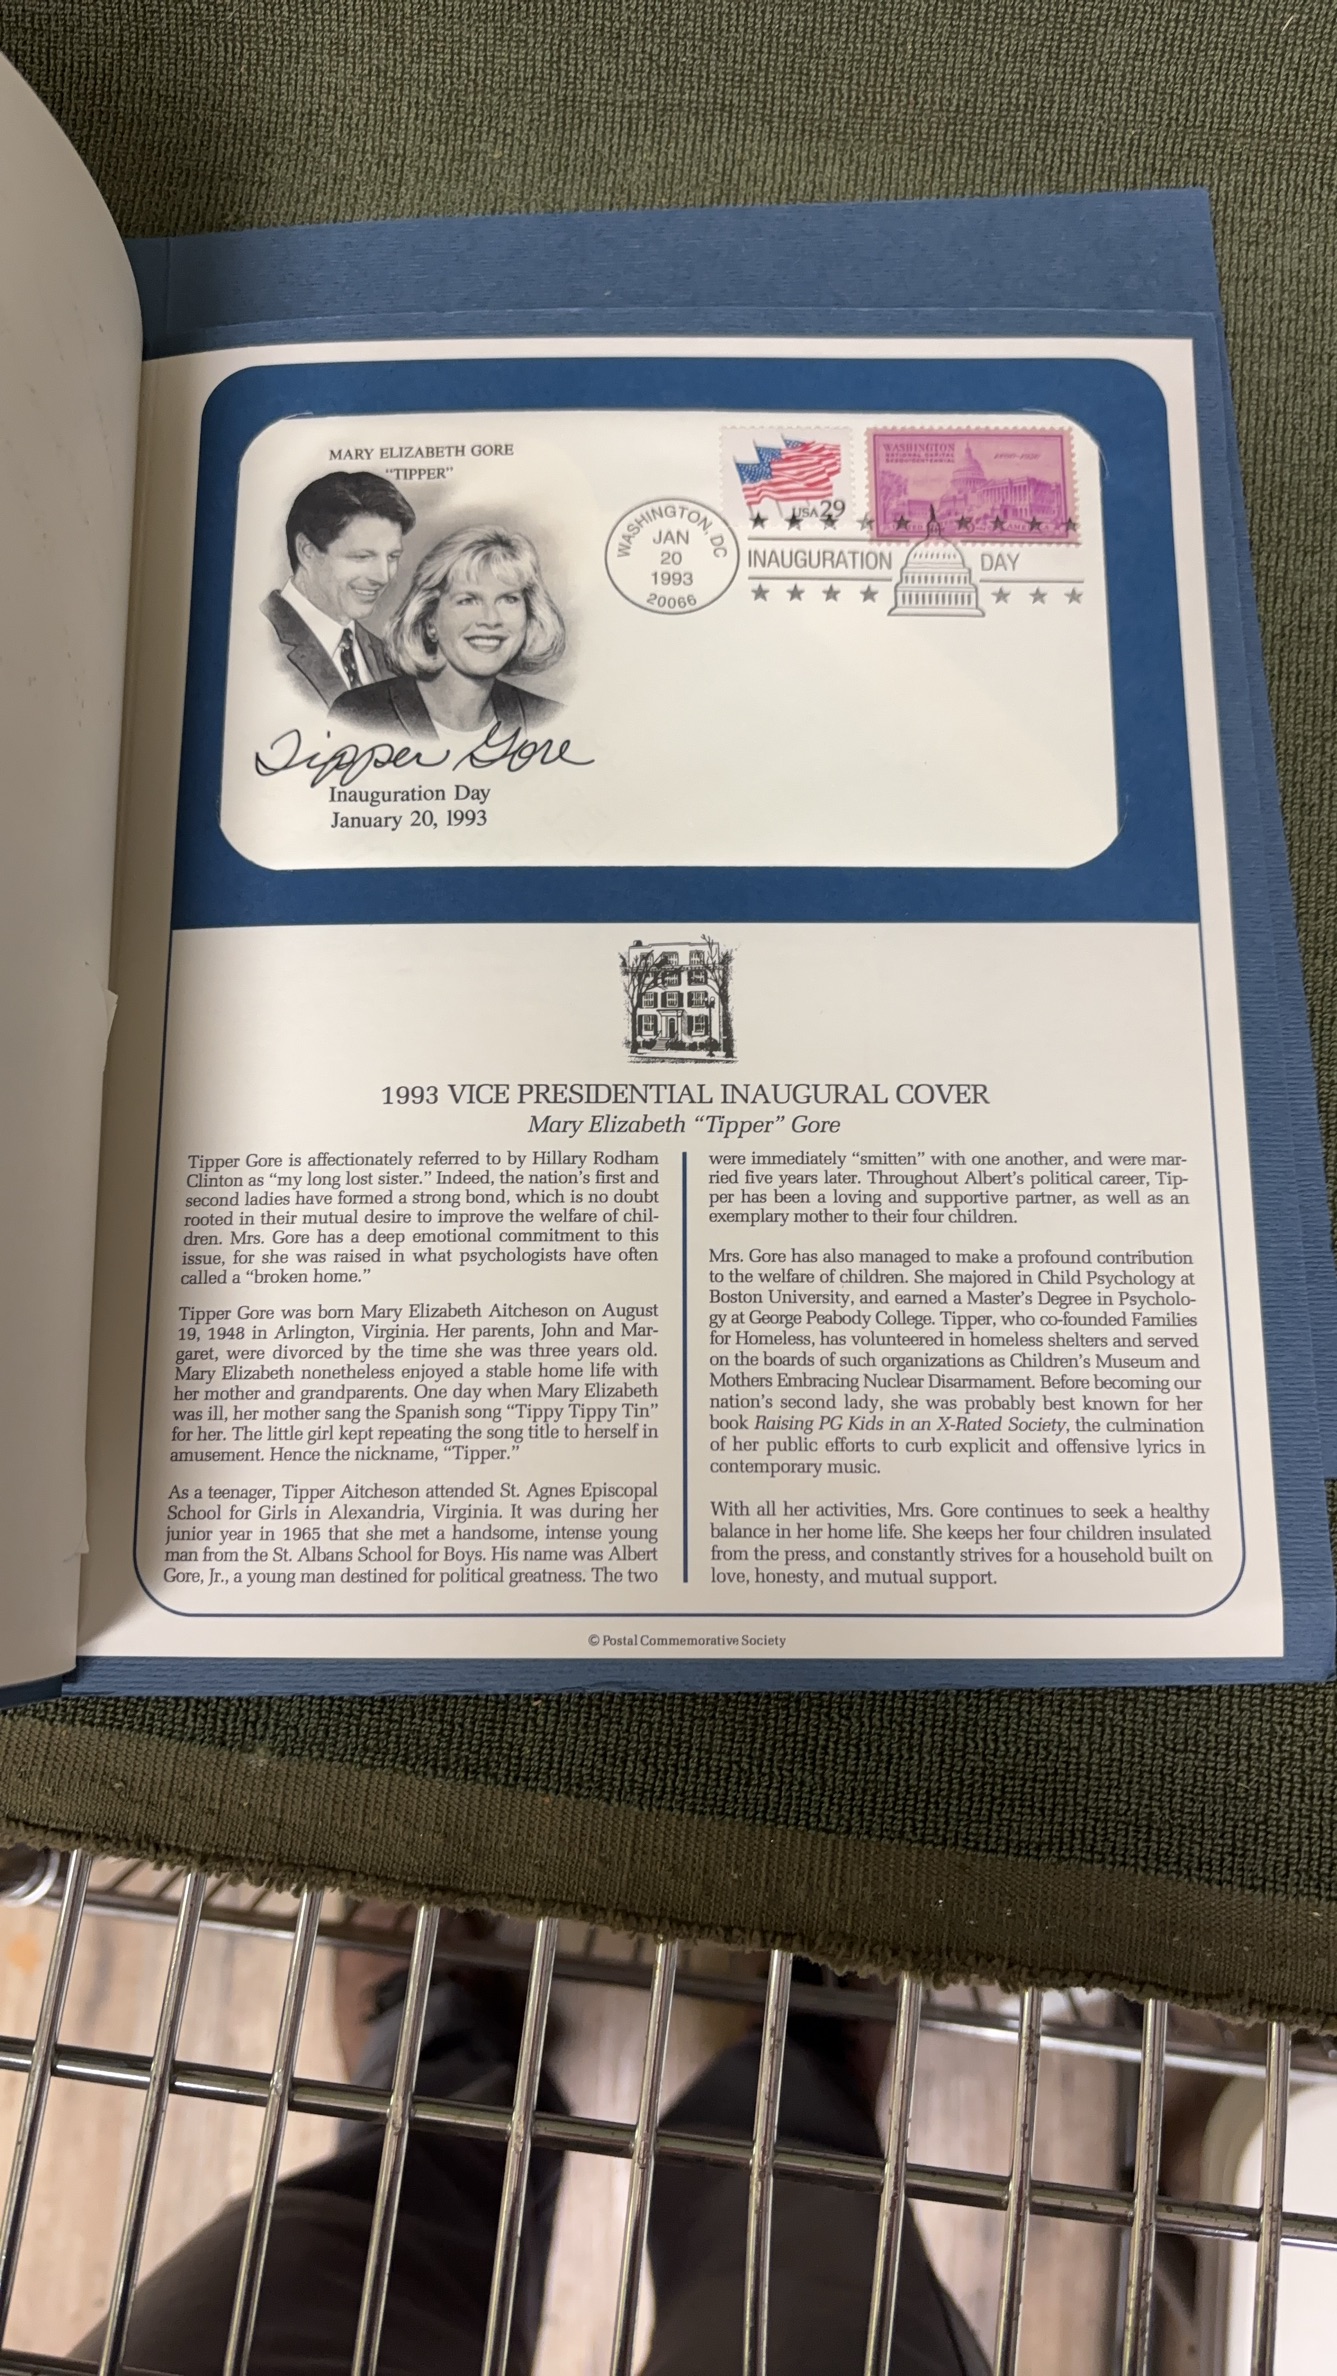 MARY ELIZABETH GORE
"TIPPER"
USA 29
WASHINGTON
NATIONAL CAPITAL
SESQUICENTENNIAL
WASHINGTON, DC
JAN
20
1993
20066
INAUGURATION DAY
Tipper Gore
Inauguration Day
January 20, 1993
1993 VICE PRESIDENTIAL INAUGURAL COVER
Mary Elizabeth “Tipper” Gore
Tipper Gore is affectionately referred to by Hillary Rodham
Clinton as “my long lost sister.” Indeed, the nation’s first and
second ladies have formed a strong bond, which is no doubt
rooted in their mutual desire to improve the welfare of chil-
dren. Mrs. Gore has a deep emotional commitment to this
issue, for she was raised in what psychologists have often
called a “broken home.”
Tipper Gore was born Mary Elizabeth Aitcheson on August
19, 1948 in Arlington, Virginia. Her parents, John and Mar-
garet, were divorced by the time she was three years old.
Mary Elizabeth nonetheless enjoyed a stable home life with
her mother and grandparents. One day when Mary Elizabeth
was ill, her mother sang the Spanish song “Tippy Tippy Tin”
for her. The little girl kept repeating the song title to herself in
amusement. Hence the nickname, “Tipper.”
As a teenager, Tipper Aitcheson attended St. Agnes Episcopal
School for Girls in Alexandria, Virginia. It was during her
junior year in 1965 that she met a handsome, intense young
man from the St. Albans School for Boys. His name was Albert
Gore, Jr., a young man destined for political greatness. The two
were immediately “smitten” with one another, and were mar-
ried five years later. Throughout Albert’s political career, Tip-
per has been a loving and supportive partner, as well as an
exemplary mother to their four children.
Mrs. Gore has also managed to make a profound contribution
to the welfare of children. She majored in Child Psychology at
Boston University, and earned a Master’s Degree in Psycholo-
gy at George Peabody College. Tipper, who co-founded Families
for Homeless, has volunteered in homeless shelters and served
on the boards of such organizations as Children’s Museum and
Mothers Embracing Nuclear Disarmament. Before becoming our
nation’s second lady, she was probably best known for her
book Raising PG Kids in an X-Rated Society, the culmination
of her public efforts to curb explicit and offensive lyrics in
contemporary music.
With all her activities, Mrs. Gore continues to seek a healthy
balance in her home life. She keeps her four children insulated
from the press, and constantly strives for a household built on
love, honesty, and mutual support.
© Postal Commemorative Society